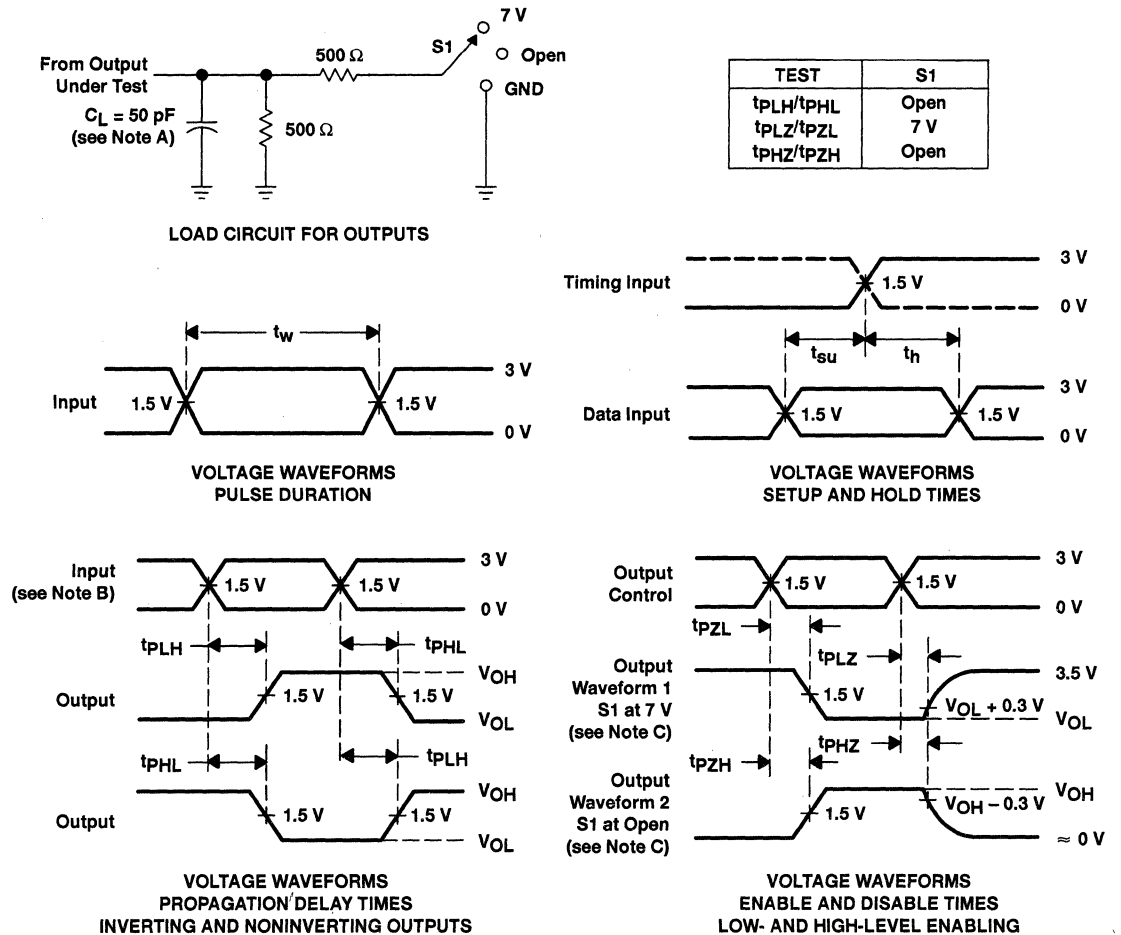 7 V
S1
Open
GND
500 Ω
From Output
Under Test
CL = 50 pF
(see Note A)
500 Ω
LOAD CIRCUIT FOR OUTPUTS
TEST S1
tPLH/tPHL Open
tPLZ/tPZL 7 V
tPHZ/tPZH Open
Timing Input
1.5 V
3 V
0 V
tsu
th
Data Input
1.5 V
1.5 V
3 V
0 V
VOLTAGE WAVEFORMS
SETUP AND HOLD TIMES
tw
Input
1.5 V
1.5 V
3 V
0 V
VOLTAGE WAVEFORMS
PULSE DURATION
Input
(see Note B)
1.5 V
1.5 V
3 V
0 V
tPLH
tPHL
Output
1.5 V
1.5 V
VOH
VOL
tPHL
tPLH
Output
1.5 V
1.5 V
VOH
VOL
VOLTAGE WAVEFORMS
PROPAGATION DELAY TIMES
INVERTING AND NONINVERTING OUTPUTS
Output
Control
1.5 V
1.5 V
3 V
0 V
tPZL
tPLZ
Output
Waveform 1
S1 at 7 V
(see Note C)
1.5 V
3.5 V
VOL + 0.3 V
VOL
tPZH
tPHZ
Output
Waveform 2
S1 at Open
(see Note C)
1.5 V
VOH
VOH – 0.3 V
≈ 0 V
VOLTAGE WAVEFORMS
ENABLE AND DISABLE TIMES
LOW- AND HIGH-LEVEL ENABLING